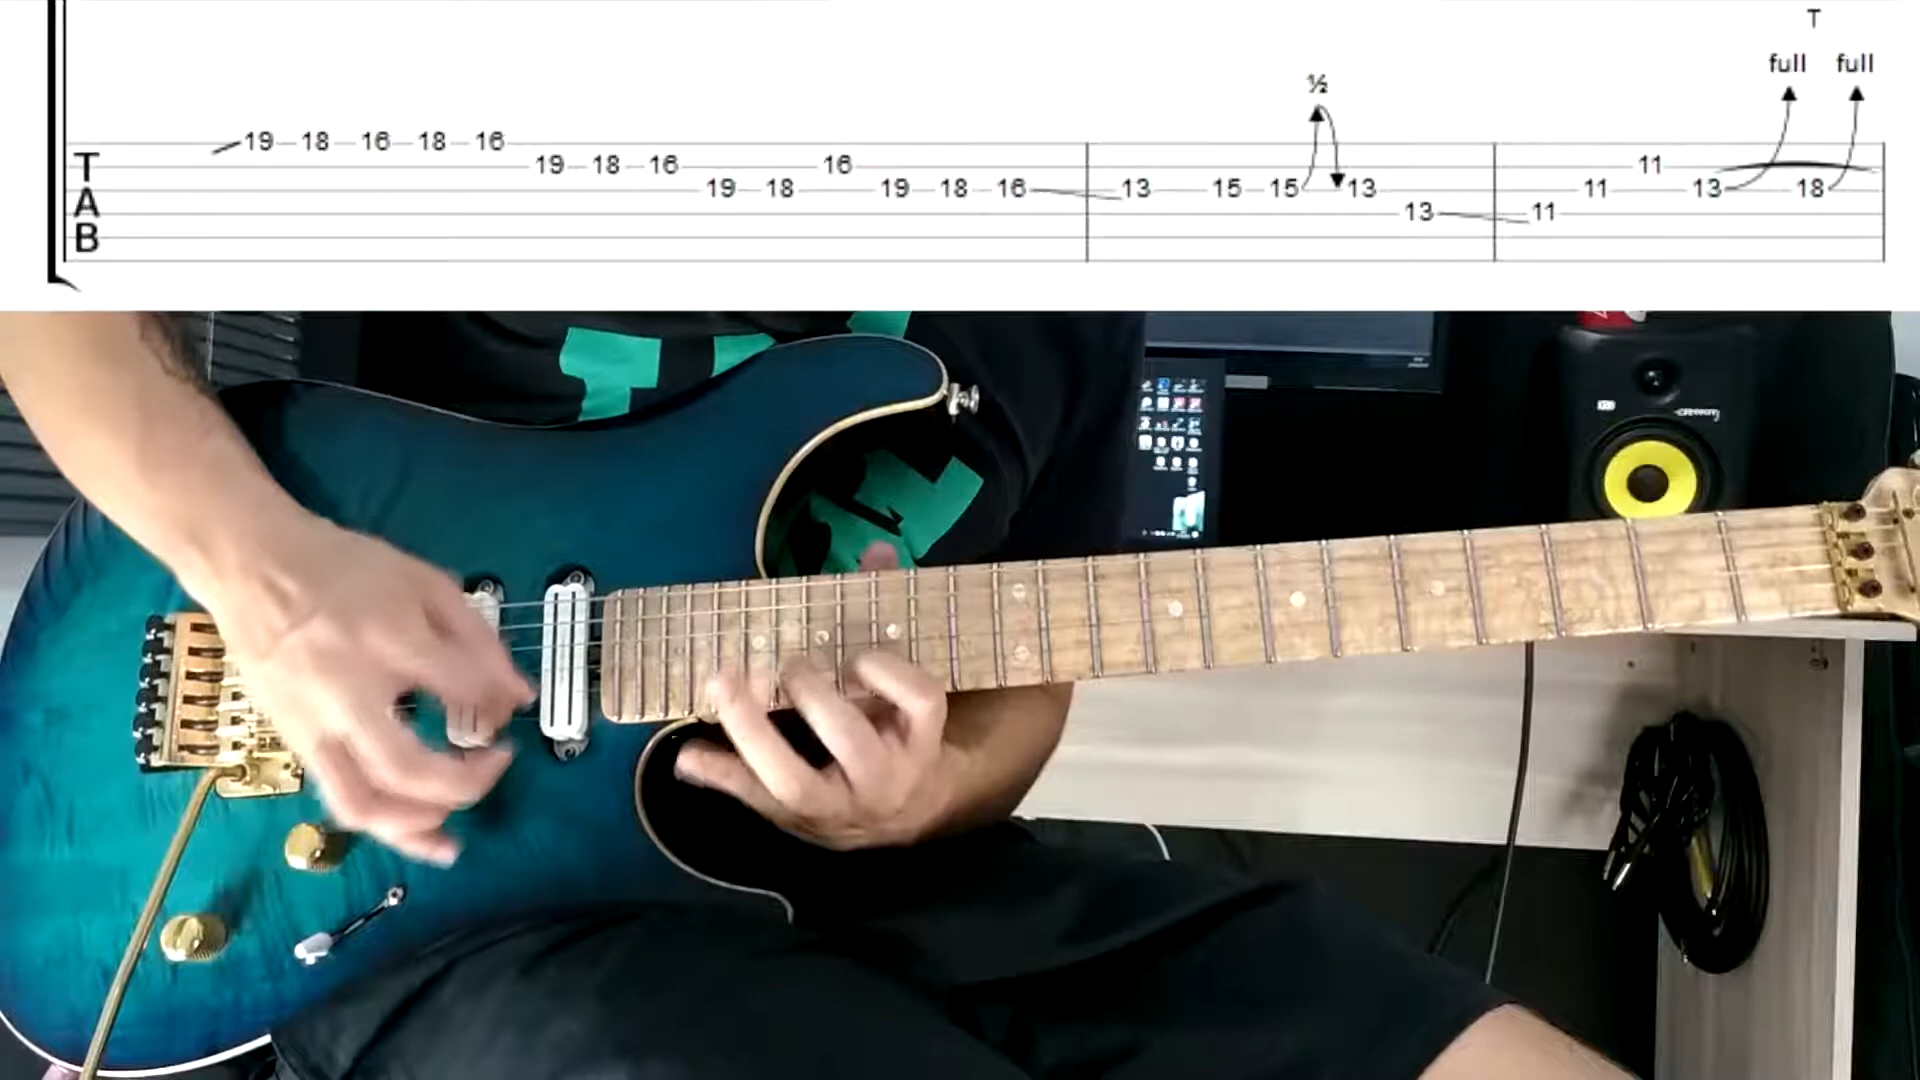 T
full full
½
19 18 16 18 16
19 18 16 16 11
19 18 19 18 16 13 15 15 13 11 13 18
13 11
T
A
B